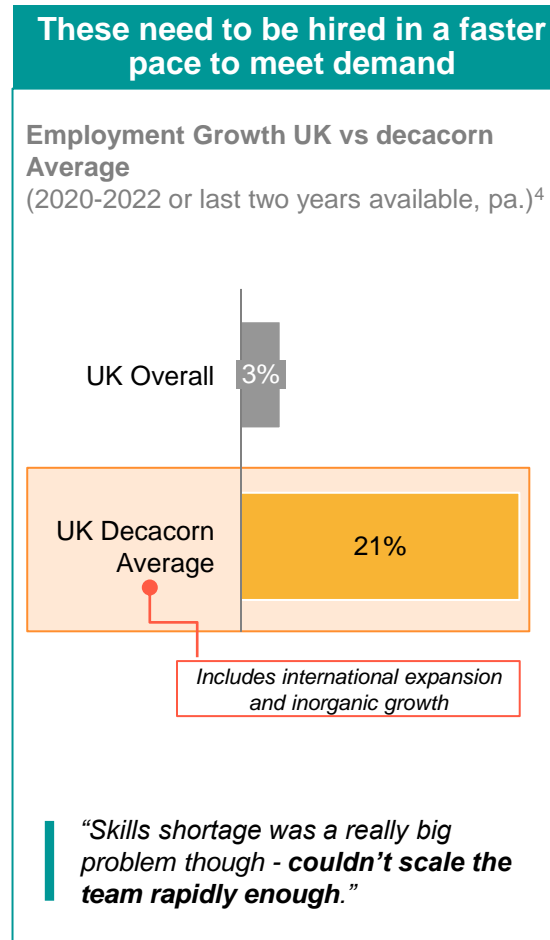 These need to be hired in a faster
pace to meet demand
Employment Growth UK vs decacorn
Average
(2020-2022 or last two years available, pa.)⁴
UK Overall
3%
UK Decacorn
Average
21%
Includes international expansion
and inorganic growth
“Skills shortage was a really big
problem though - couldn’t scale the
team rapidly enough.”